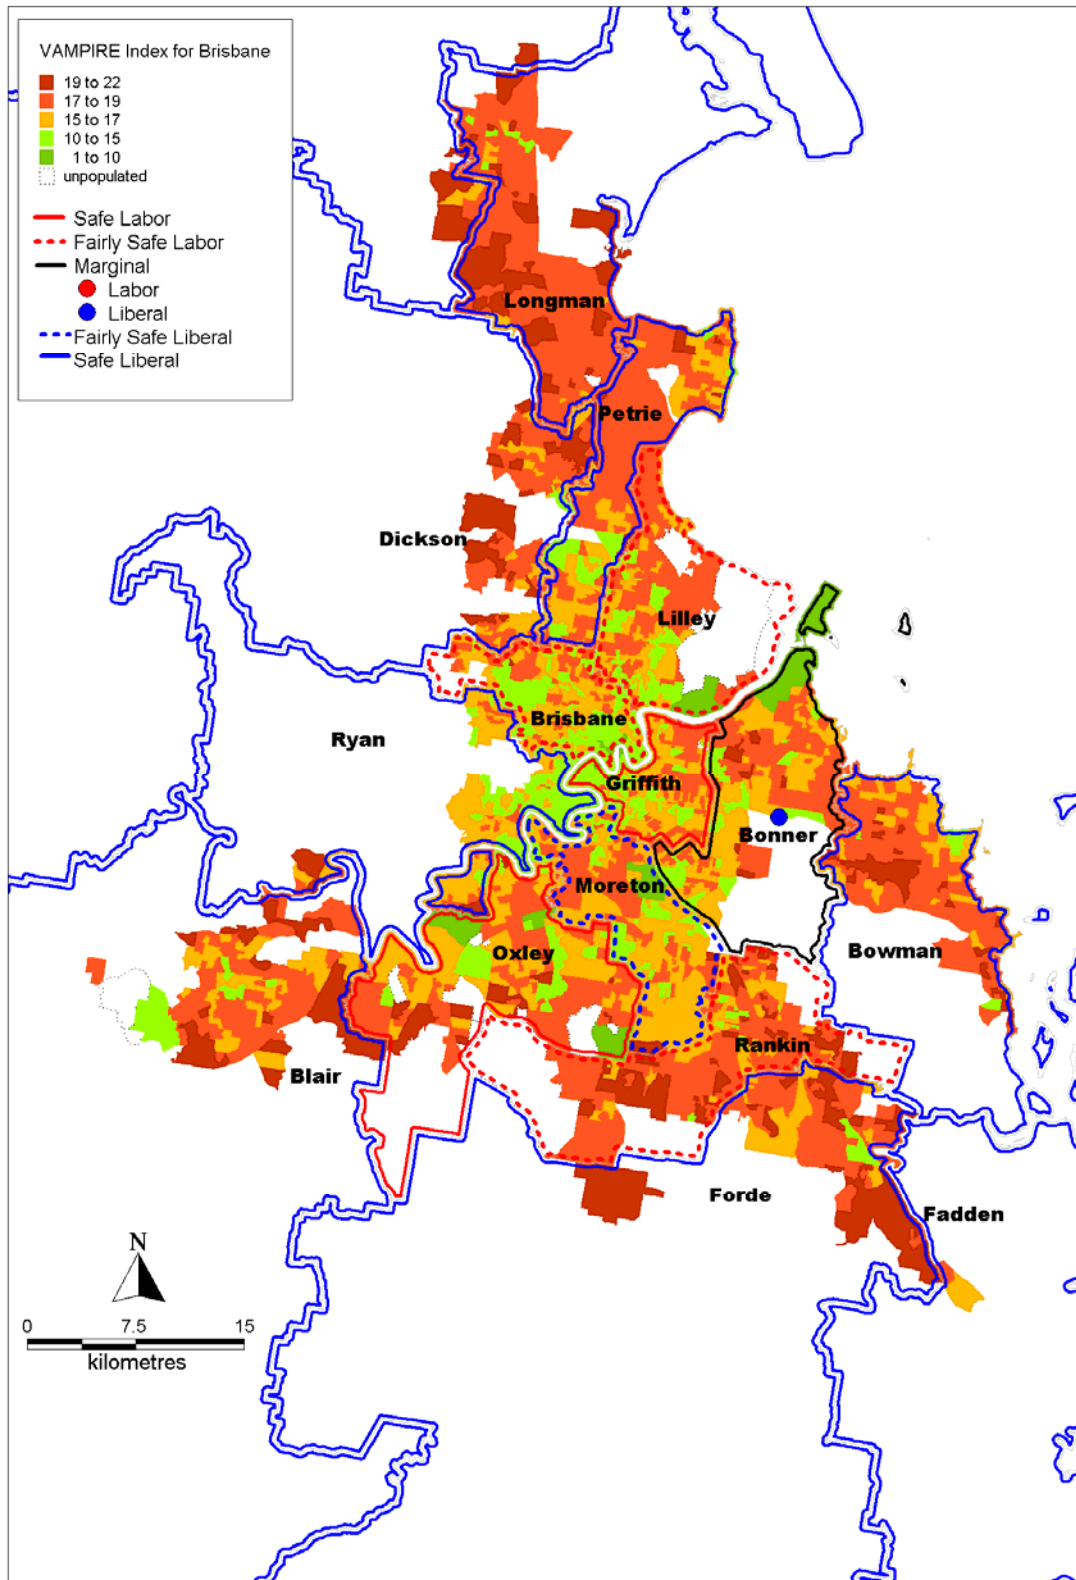 VAMPIRE Index for Brisbane
19 to 22
17 to 19
15 to 17
10 to 15
1 to 10
unpopulated
Safe Labor
Fairly Safe Labor
Marginal
Labor
Liberal
Fairly Safe Liberal
Safe Liberal
Longman
Petrie
Dickson
Lilley
Brisbane
Ryan
Griffith
Bonner
Moreton
Oxley
Bowman
Rankin
Blair
Forde
Fadden
N
0 7.5 15
kilometres